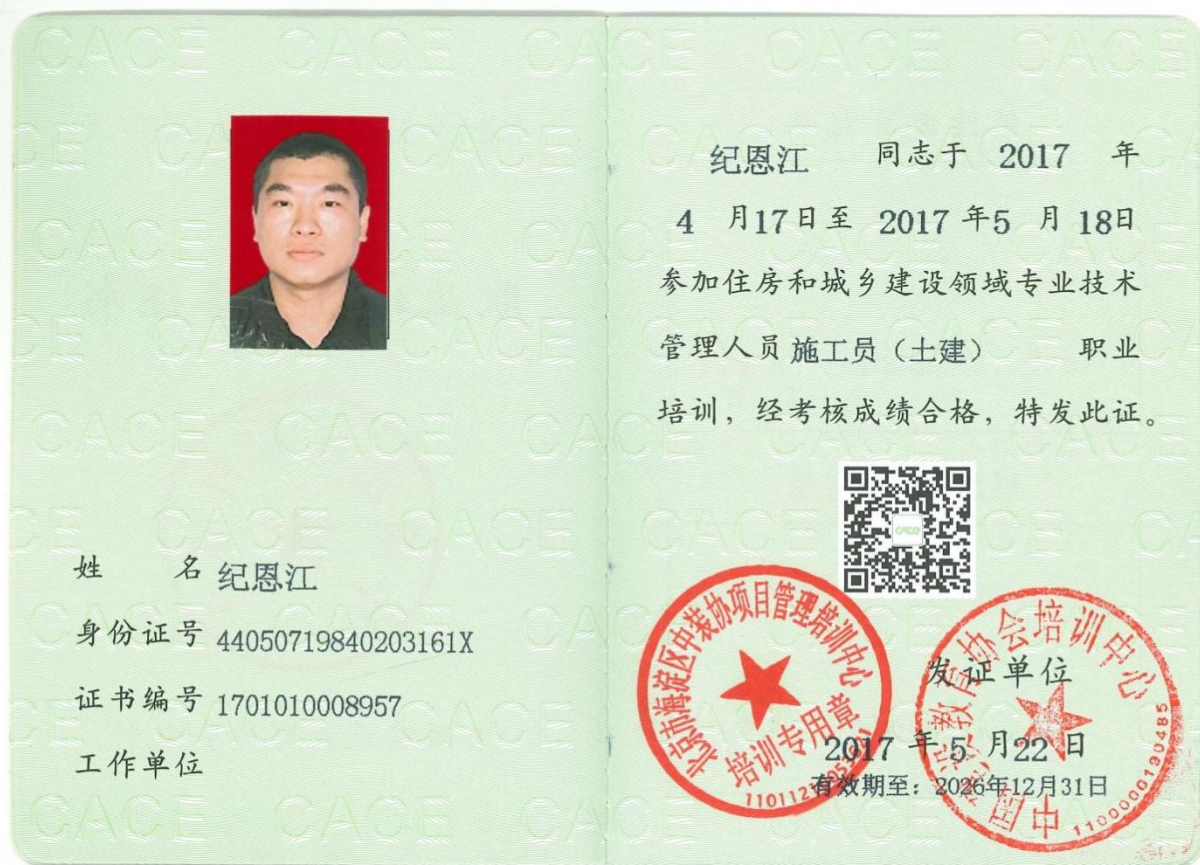 姓 名 纪恩江
身份证号 44050719840203161X
证书编号 1701010008957
工作单位
纪恩江 同志于 2017 年
4 月17日至 2017 年5 月 18日
参加住房和城乡建设领域专业技术
管理人员 施工员（土建） 职业
培训，经考核成绩合格，特发此证。
CACE
北京市海淀区中装协项目管理培训中心
培训专用章
发证单位
2017 年 5 月 22 日
有效期至：2026年12月31日
1100000190485